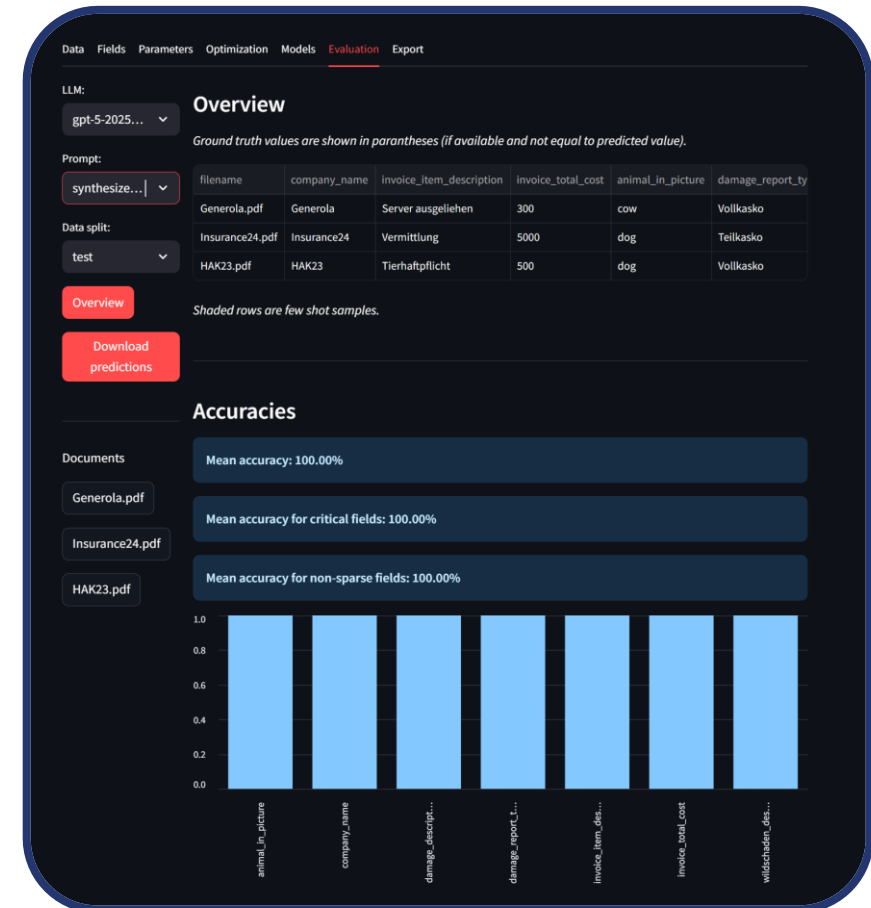 Data Fields Parameters Optimization Models Evaluation Export
LLM:
gpt-5-2025...
Prompt:
synthesize...
Data split:
test
Overview
Download
predictions
Documents
Generola.pdf
Insurance24.pdf
HAK23.pdf
Overview
Ground truth values are shown in parantheses (if available and not equal to predicted value).
filename company_name invoice_item_description invoice_total_cost animal_in_picture damage_report_ty
Generola.pdf Generola Server ausgeliehen 300 cow Vollkasko
Insurance24.pdf Insurance24 Vermittlung 5000 dog Teilkasko
HAK23.pdf HAK23 Tierhaftpflicht 500 dog Vollkasko
Shaded rows are few shot samples.
Accuracies
Mean accuracy: 100.00%
Mean accuracy for critical fields: 100.00%
Mean accuracy for non-sparse fields: 100.00%
1.0
0.8
0.6
0.4
0.2
0.0
animal_in_picture
company_name
damage_descript...
damage_report_t...
invoice_item_des...
invoice_total_cost
wildschaden_des...